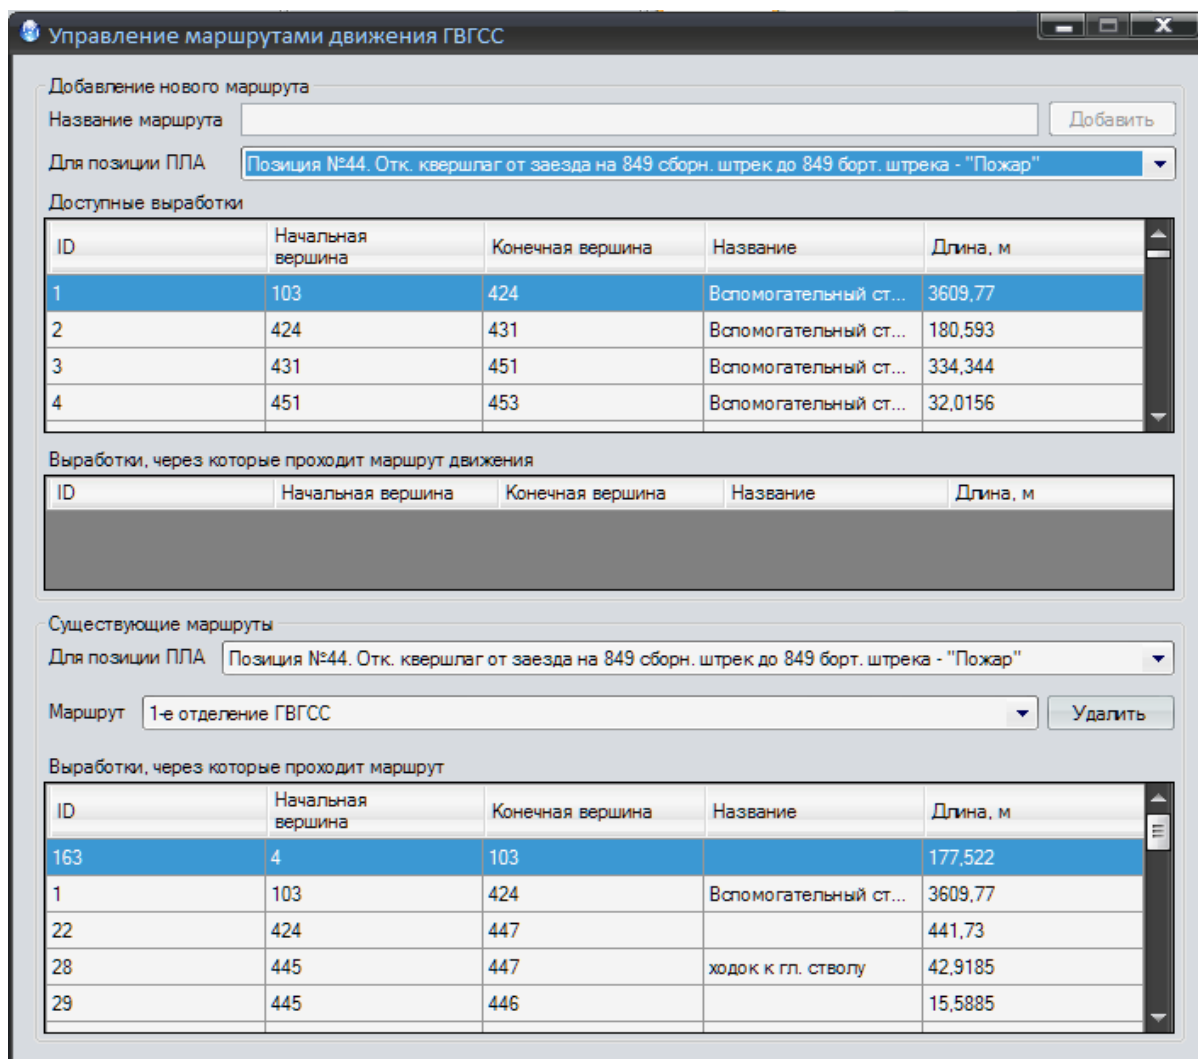 Управление маршрутами движения ГВГСС
Добавление нового маршрута
Название маршрута Добавить
Для позиции ПЛА Позиция №44. Отк. квершлаг от заезда на 849 сборн. штрек до 849 борт. штрека - "Пожар"
Доступные выработки
ID Начальная вершина Конечная вершина Название Длина, м
1 103 424 Вспомогательный ст... 3609,77
2 424 431 Вспомогательный ст... 180,593
3 431 451 Вспомогательный ст... 334,344
4 451 453 Вспомогательный ст... 32,0156
Выработки, через которые проходит маршрут движения
ID Начальная вершина Конечная вершина Название Длина, м
Существующие маршруты
Для позиции ПЛА Позиция №44. Отк. квершлаг от заезда на 849 сборн. штрек до 849 борт. штрека - "Пожар"
Маршрут 1-е отделение ГВГСС Удалить
Выработки, через которые проходит маршрут
ID Начальная вершина Конечная вершина Название Длина, м
163 4 103 177,522
1 103 424 Вспомогательный ст... 3609,77
22 424 447 441,73
28 445 447 ходок к гл. стволу 42,9185
29 445 446 15,5885